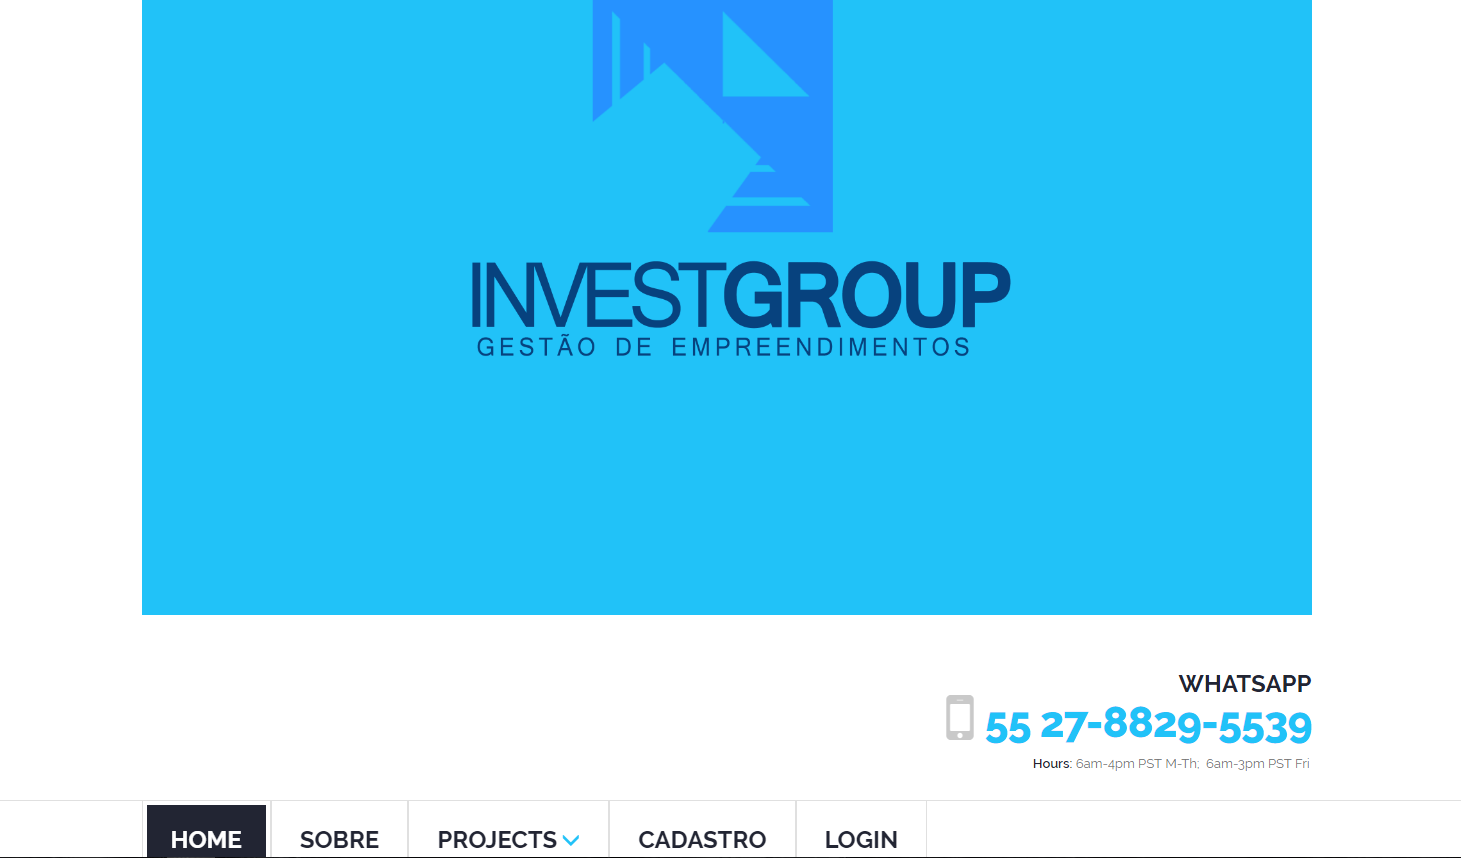 INVESTGROUP
GESTÃO DE EMPREENDIMENTOS
WHATSAPP
55 27-8829-5539
Hours: 6am-4pm PST M-Th; 6am-3pm PST Fri
HOME SOBRE PROJECTS CADASTRO LOGIN